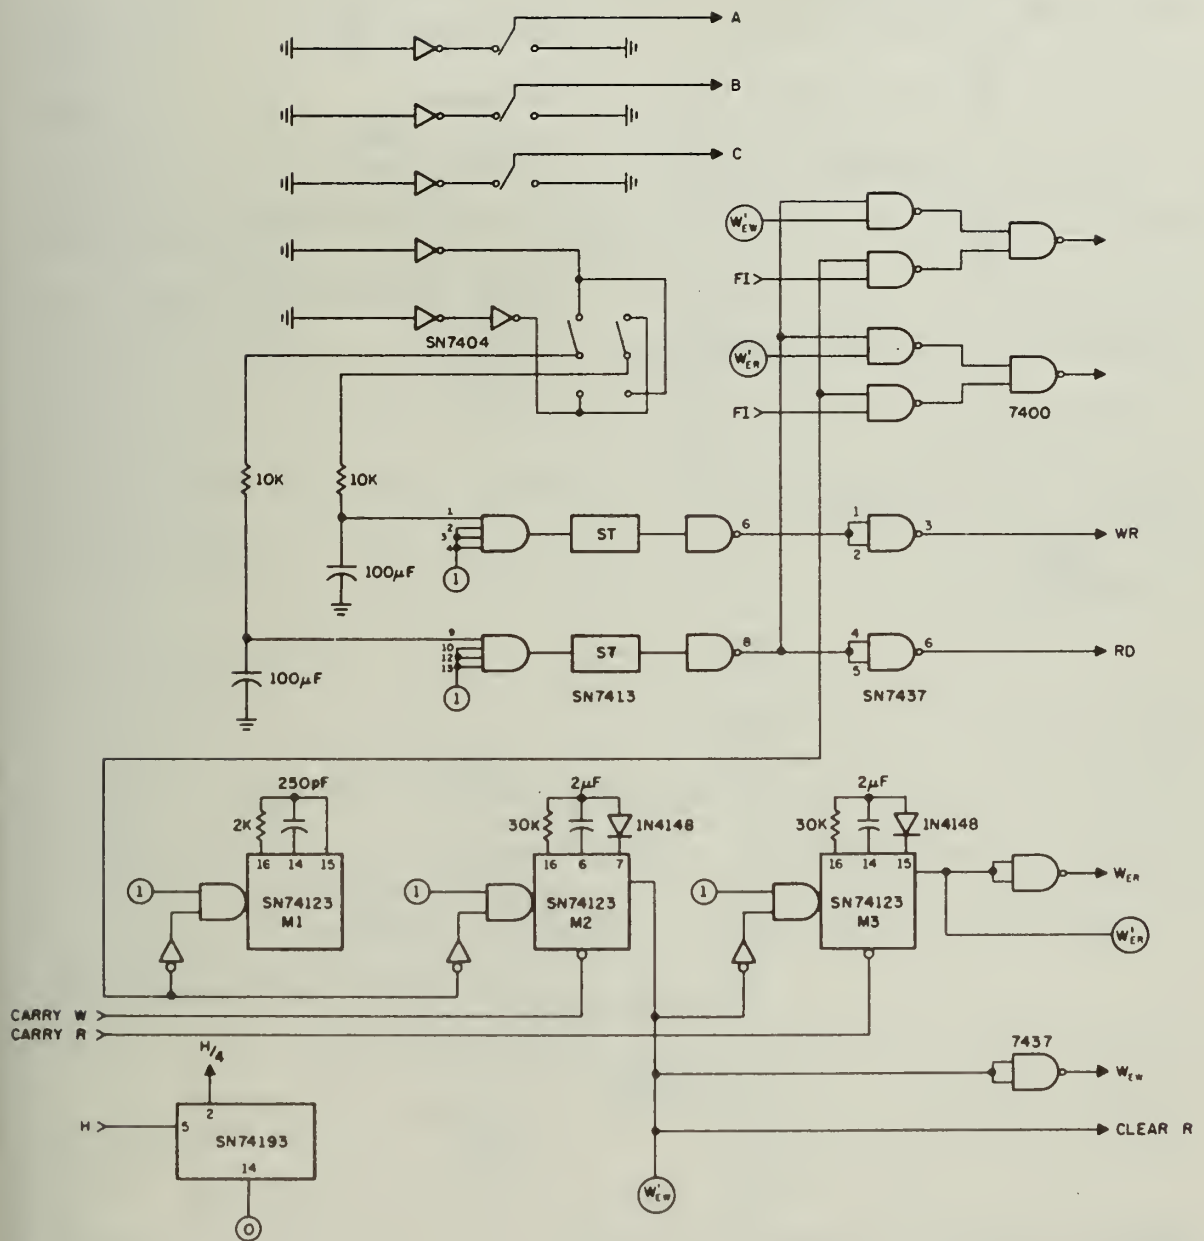 A
B
C
W'EW
FI
SN7404
W'ER
FI
7400
10K
10K
1
2
3
4
ST
6
1
2
3
WR
100µF
1
9
10
12
13
ST
8
4
5
6
RD
100µF
1
SN7413
SN7437
250pF
2K
16 14 15
1
SN74123
M1
2µF
30K
1N4148
16 6 7
1
SN74123
M2
2µF
30K
1N4148
16 14 15
1
SN74123
M3
WER
W'ER
CARRY W
CARRY R
H/4
7437
WEW
H
2
5
SN74193
14
CLEAR R
W'EW
0